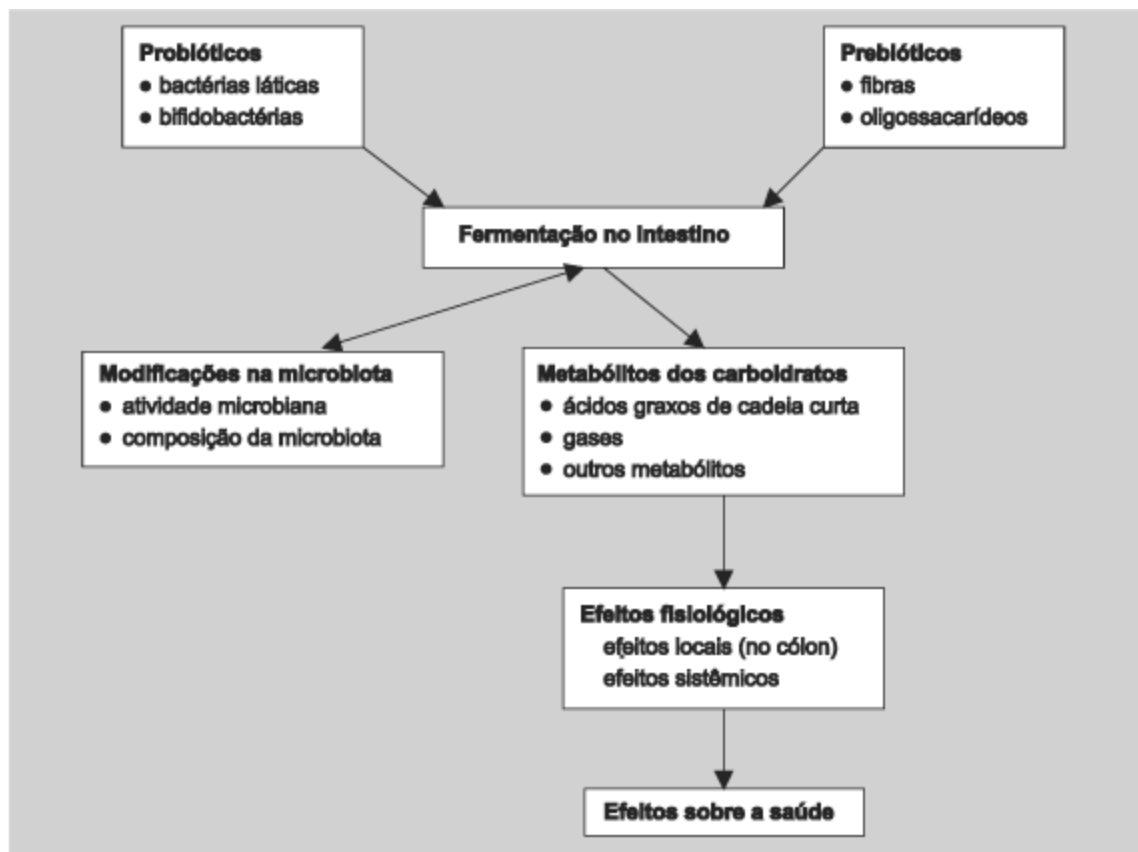 Probióticos
● bactérias láticas
● bifidobactérias
Prebióticos
● fibras
● oligossacarídeos
Fermentação no intestino
Modificações na microbiota
● atividade microbiana
● composição da microbiota
Metabólitos dos carboidratos
● ácidos graxos de cadeia curta
● gases
● outros metabólitos
Efeitos fisiológicos
efeitos locais (no cólon)
efeitos sistêmicos
Efeitos sobre a saúde